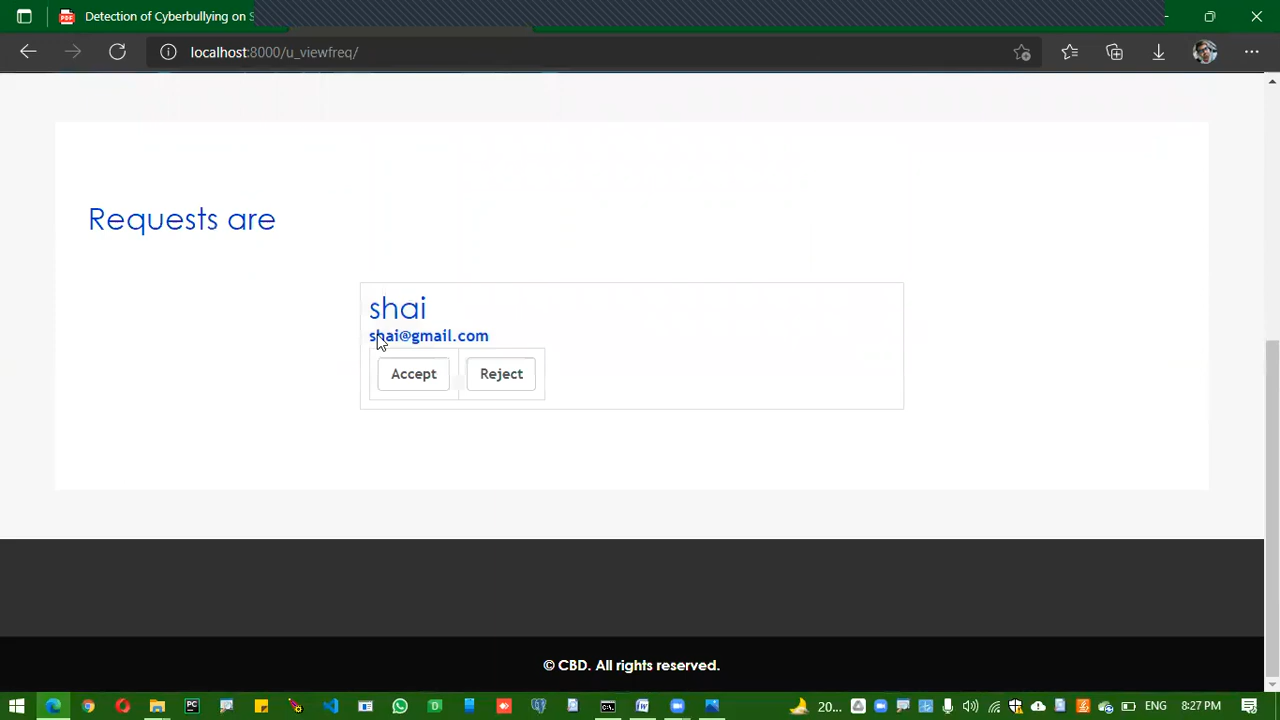 Detection of Cyberbullying on S
localhost:8000/u_viewfreq/
Requests are
shai
shai@gmail.com
Accept
Reject
© CBD. All rights reserved.
20...
ENG
8:27 PM